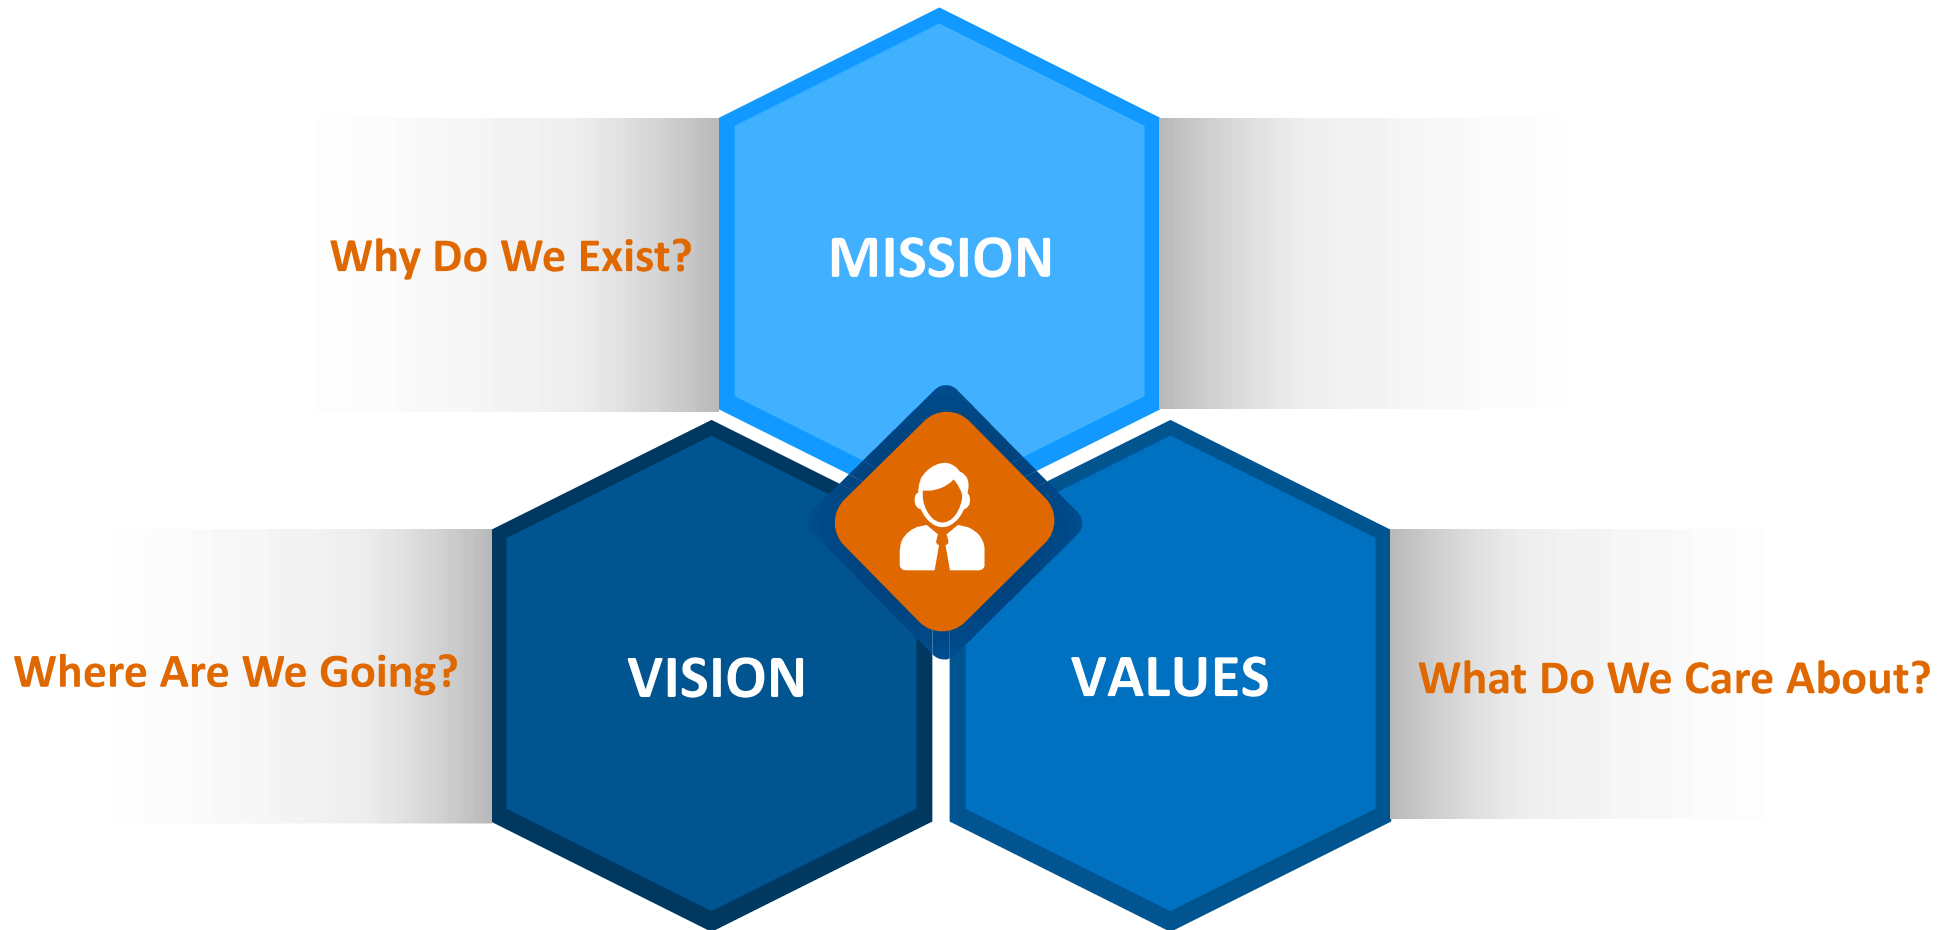 MISSION
Why Do We Exist?
VISION
Where Are We Going?
VALUES
What Do We Care About?